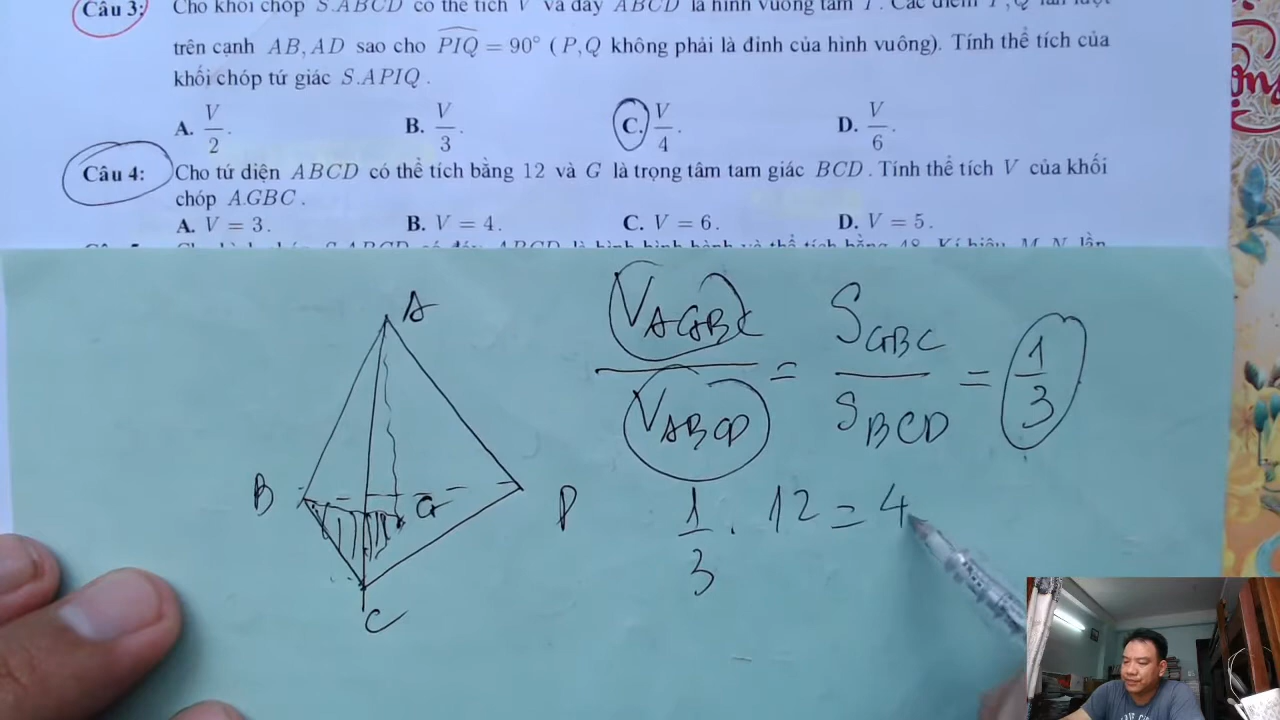 Câu 3: Cho khối chóp S.ABCD có thể tích V và đáy ABCD là hình vuông tâm I. Các điểm P,Q lần lượt
trên cạnh AB, AD sao cho PIQ = 90° (P,Q không phải là đỉnh của hình vuông). Tính thể tích của
khối chóp tứ giác S.APIQ.
A. V/2. B. V/3. C. V/4. D. V/6.
Câu 4: Cho tứ diện ABCD có thể tích bằng 12 và G là trọng tâm tam giác BCD. Tính thể tích V của khối
chóp A.GBC.
A. V = 3. B. V = 4. C. V = 6. D. V = 5.
A
B
G
D
C
V_AGBC / V_ABCD = S_GBC / S_BCD = 1/3
1/3 . 12 = 4